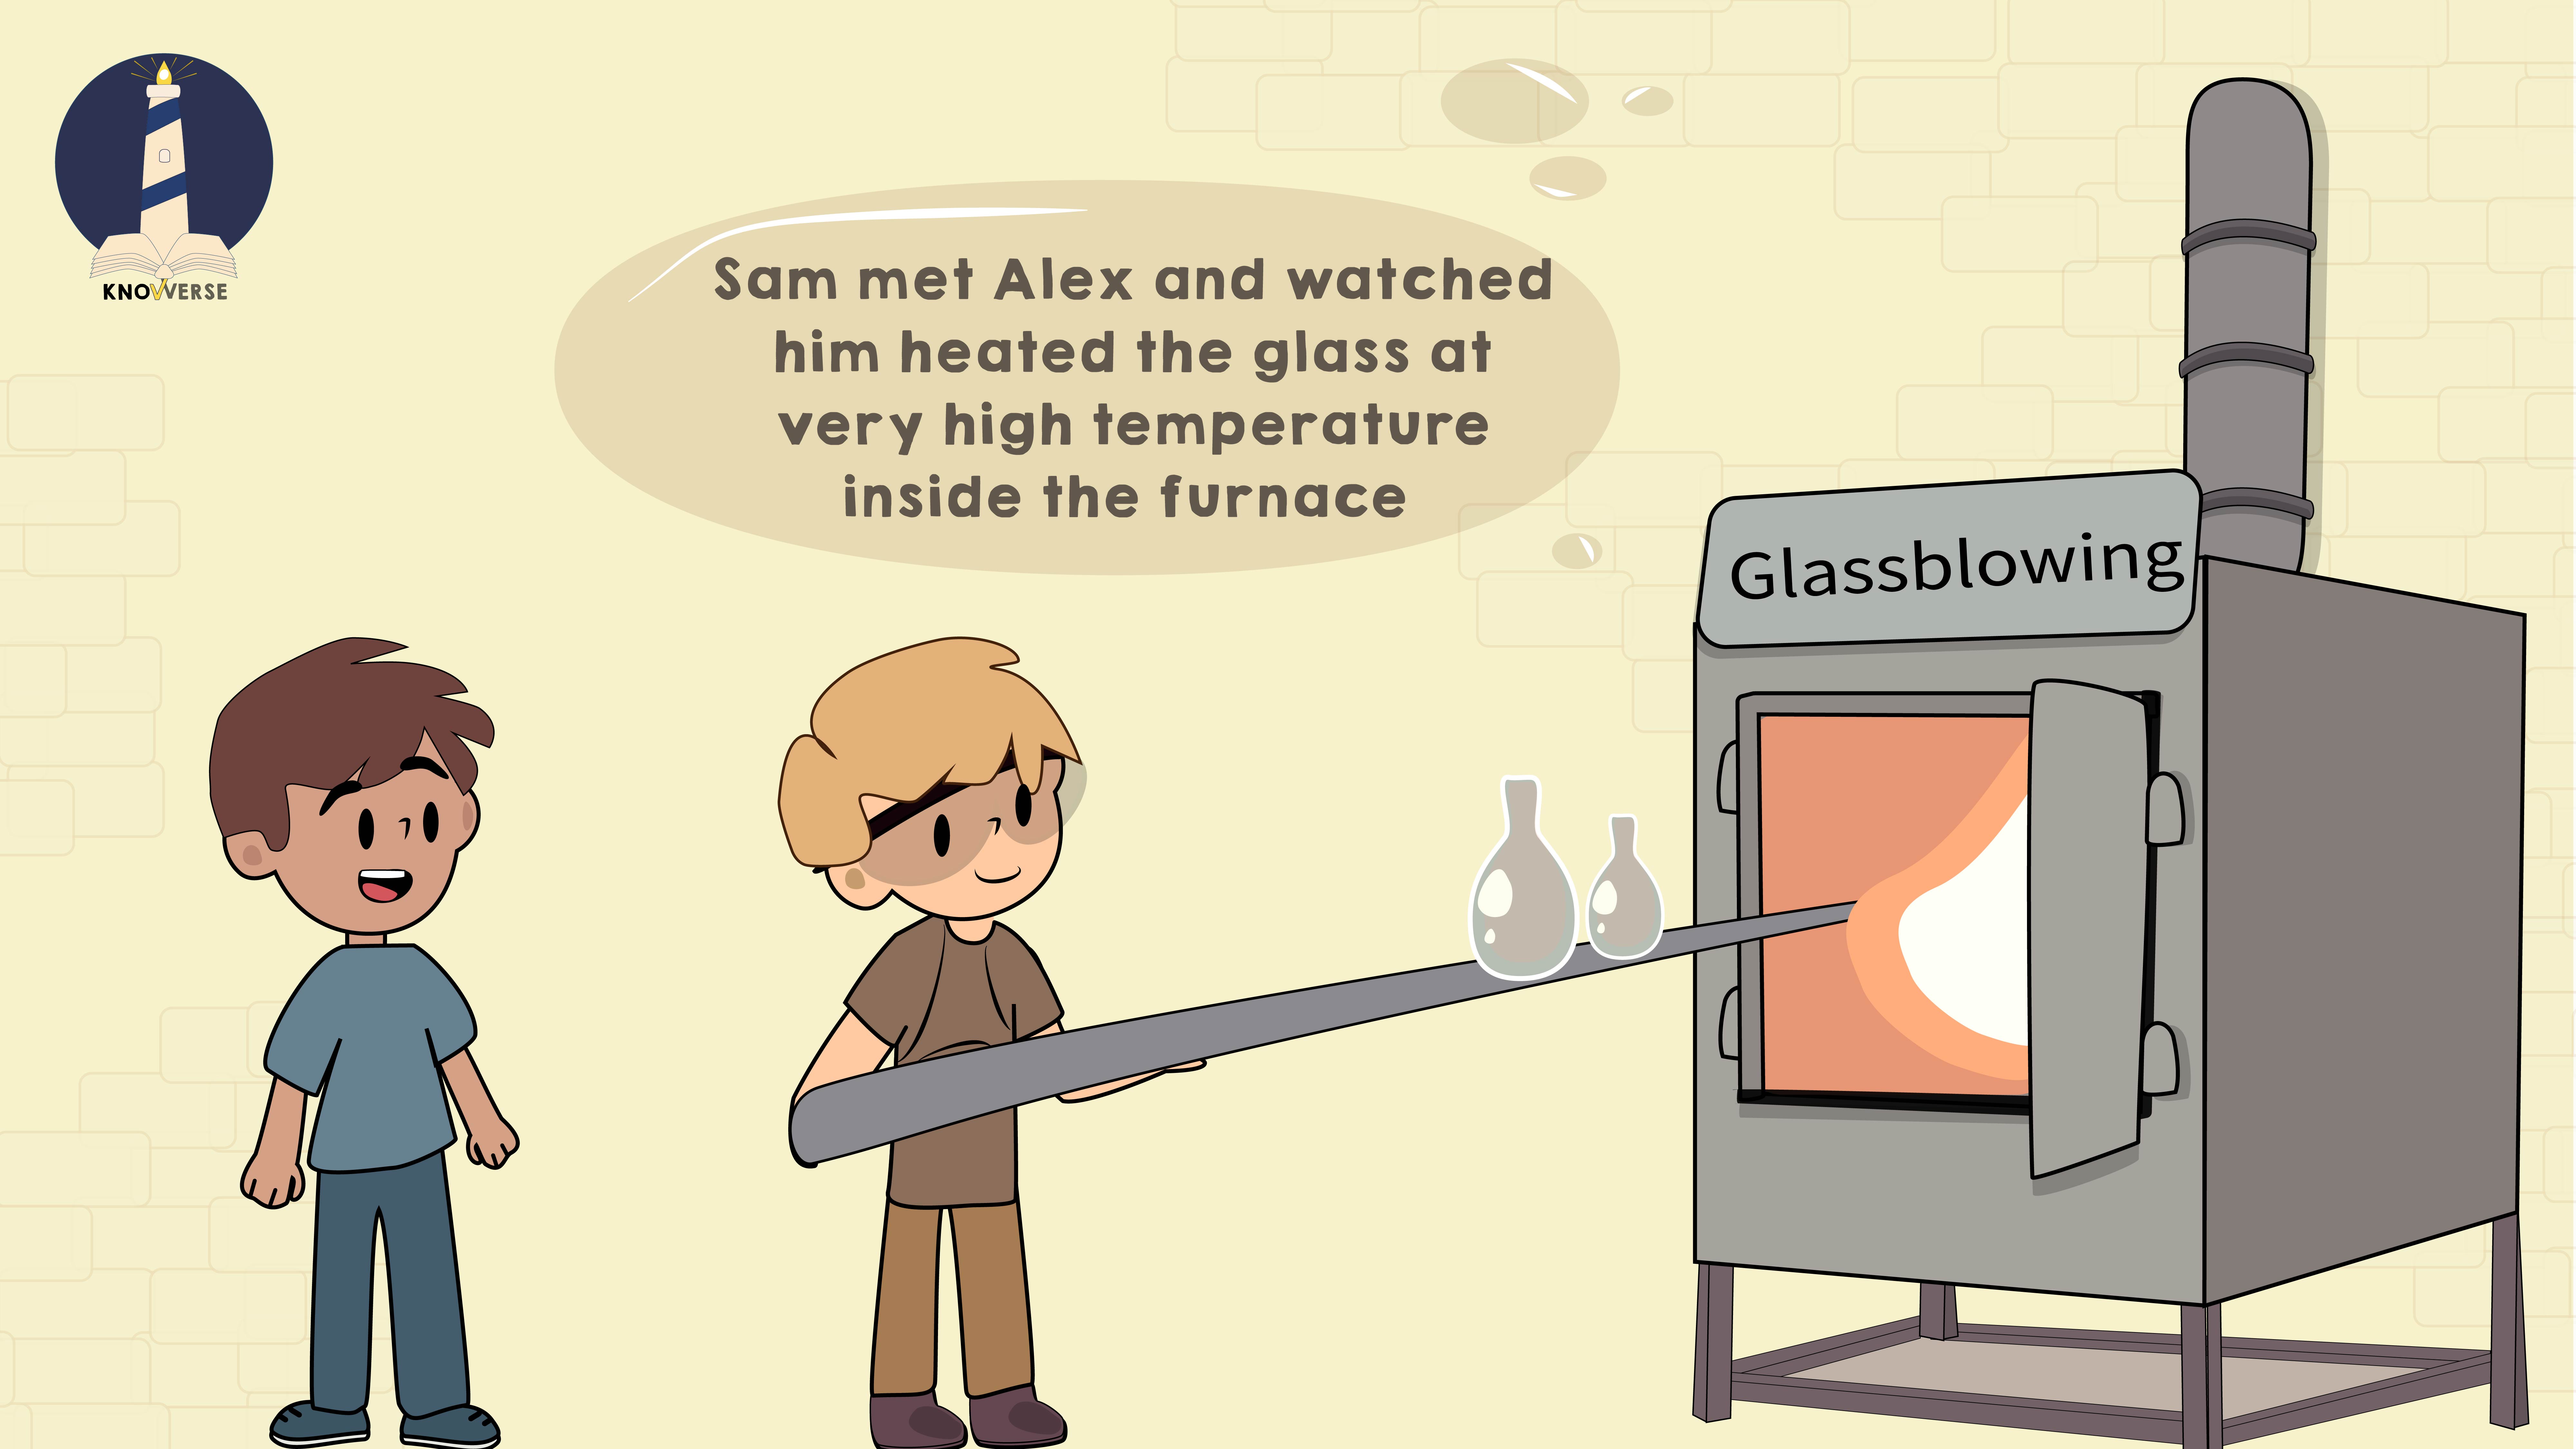 KNOWVERSE
Sam met Alex and watched
him heated the glass at
very high temperature
inside the furnace
Glassblowing